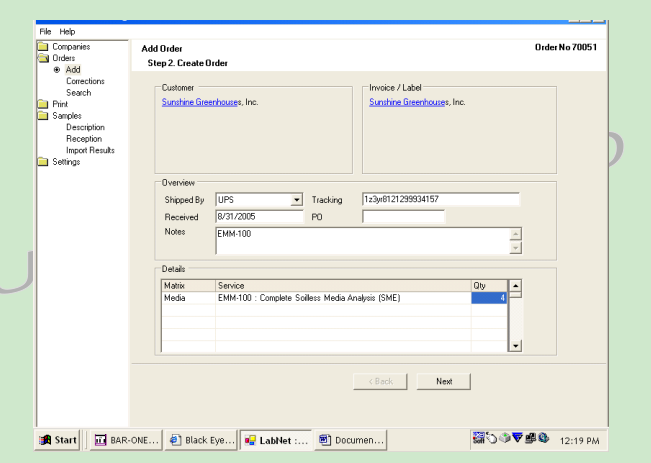 File Help
Companies
Orders
Add
Corrections
Search
Print
Samples
Description
Reception
Import Results
Settings
Add Order
Order No 70051
Step 2. Create Order
Customer
Sunshine Greenhouses, Inc.
Invoice / Label
Sunshine Greenhouses, Inc.
Overview
Shipped By UPS Tracking 1z3yr8121299934157
Received 8/31/2005 PO
Notes EMM-100
Details
Matrix Service Qty
Media EMM-100 : Complete Soilless Media Analysis (SME) 4
< Back Next
Start BAR-ONE... Black Eye... LabNet :... Documen... 12:19 PM